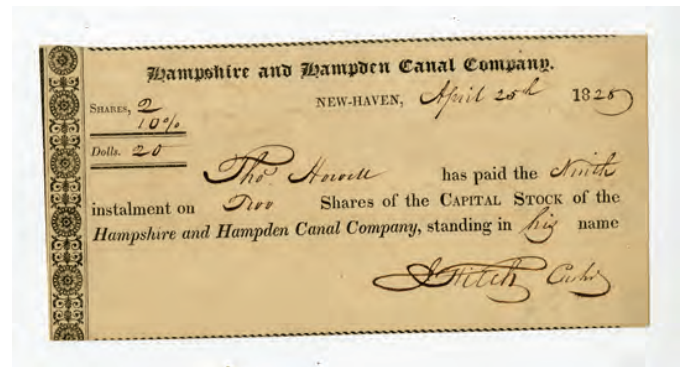 Hampshire and Hampden Canal Company.
SHARES, 2 NEW-HAVEN, April 25th 1828
10%
Dolls. 20
Thos. Howell has paid the Ninth
instalment on Two Shares of the CAPITAL STOCK of the
Hampshire and Hampden Canal Company, standing in his name
J Fitch Cashr